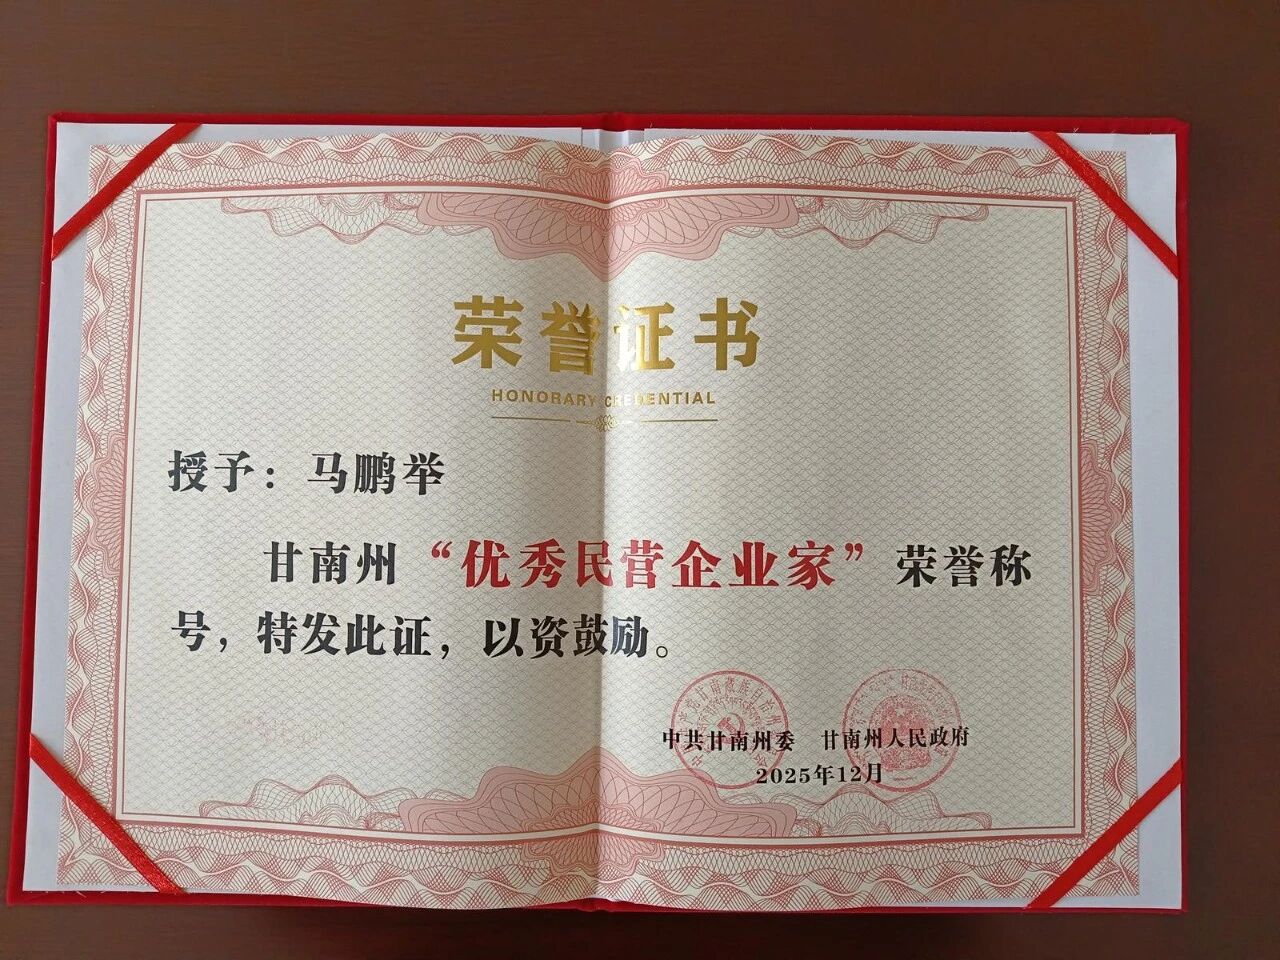 荣誉证书
HONORARY CREDENTIAL
授予：马鹏举
甘南州“优秀民营企业家”荣誉称
号，特发此证，以资鼓励。
中共甘南州委 甘南州人民政府
2025年12月